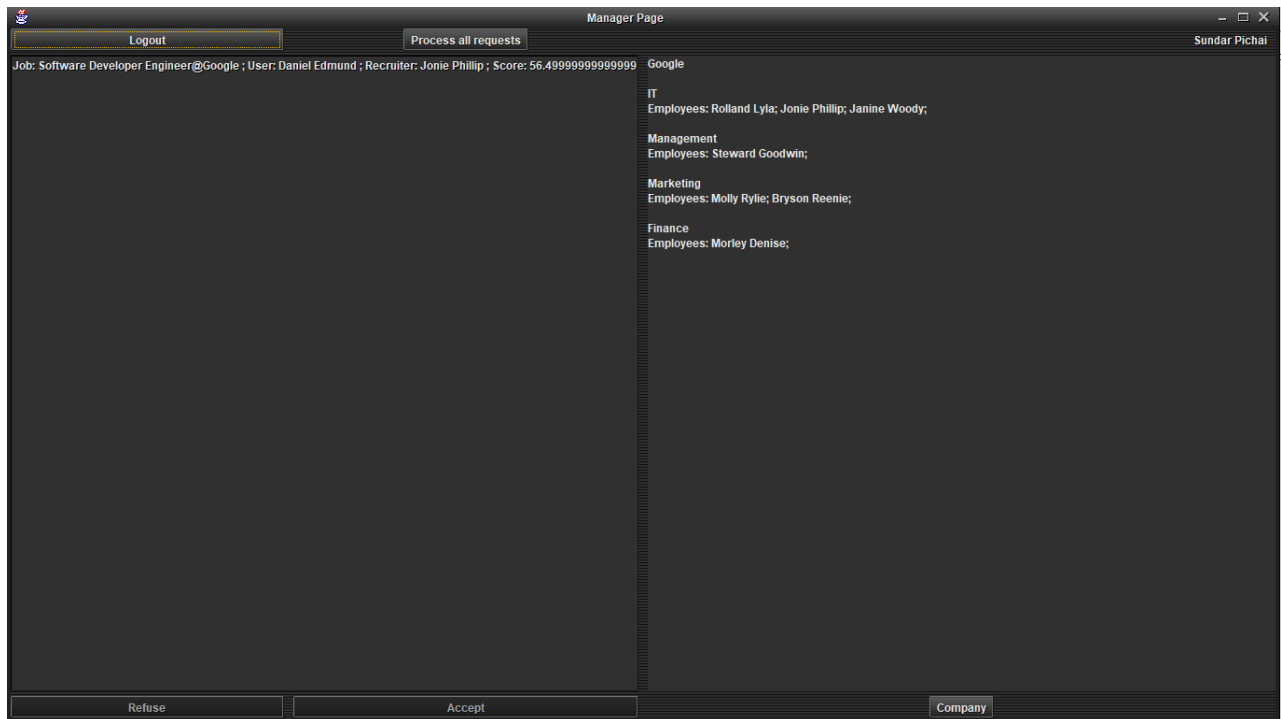 Manager Page
Logout
Process all requests
Sundar Pichai
Job: Software Developer Engineer@Google ; User: Daniel Edmund ; Recruiter: Jonie Phillip ; Score: 56.49999999999999
Google
IT
Employees: Rolland Lyla; Jonie Phillip; Janine Woody;
Management
Employees: Steward Goodwin;
Marketing
Employees: Molly Rylie; Bryson Reenie;
Finance
Employees: Morley Denise;
Refuse
Accept
Company